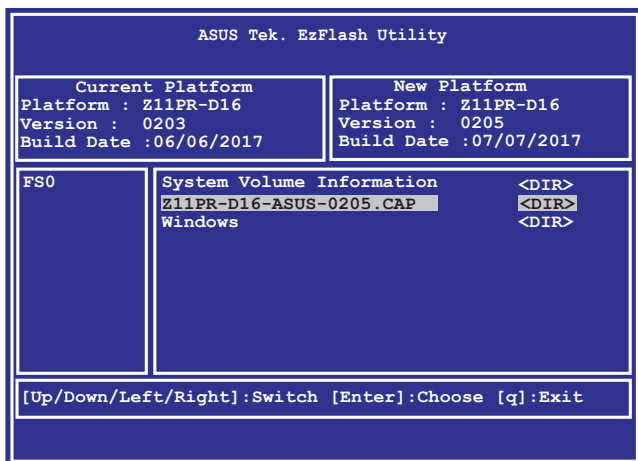 ASUS Tek. EzFlash Utility
Current Platform
Platform : Z11PR-D16
Version : 0203
Build Date :06/06/2017
New Platform
Platform : Z11PR-D16
Version : 0205
Build Date :07/07/2017
FS0
System Volume Information <DIR>
Z11PR-D16-ASUS-0205.CAP <DIR>
Windows <DIR>
[Up/Down/Left/Right]:Switch [Enter]:Choose [q]:Exit